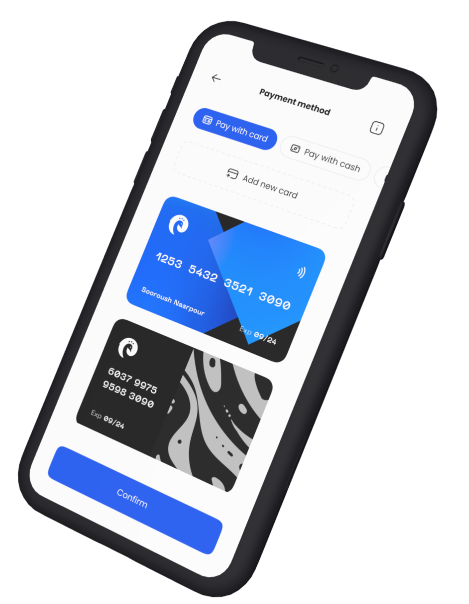 Payment method
Pay with card
Pay with cash
Add new card
1253 5432 3521 3090
Sooroush Nasrpour
Exp 09/24
6037 9975
9598 3090
Exp 09/24
Confirm